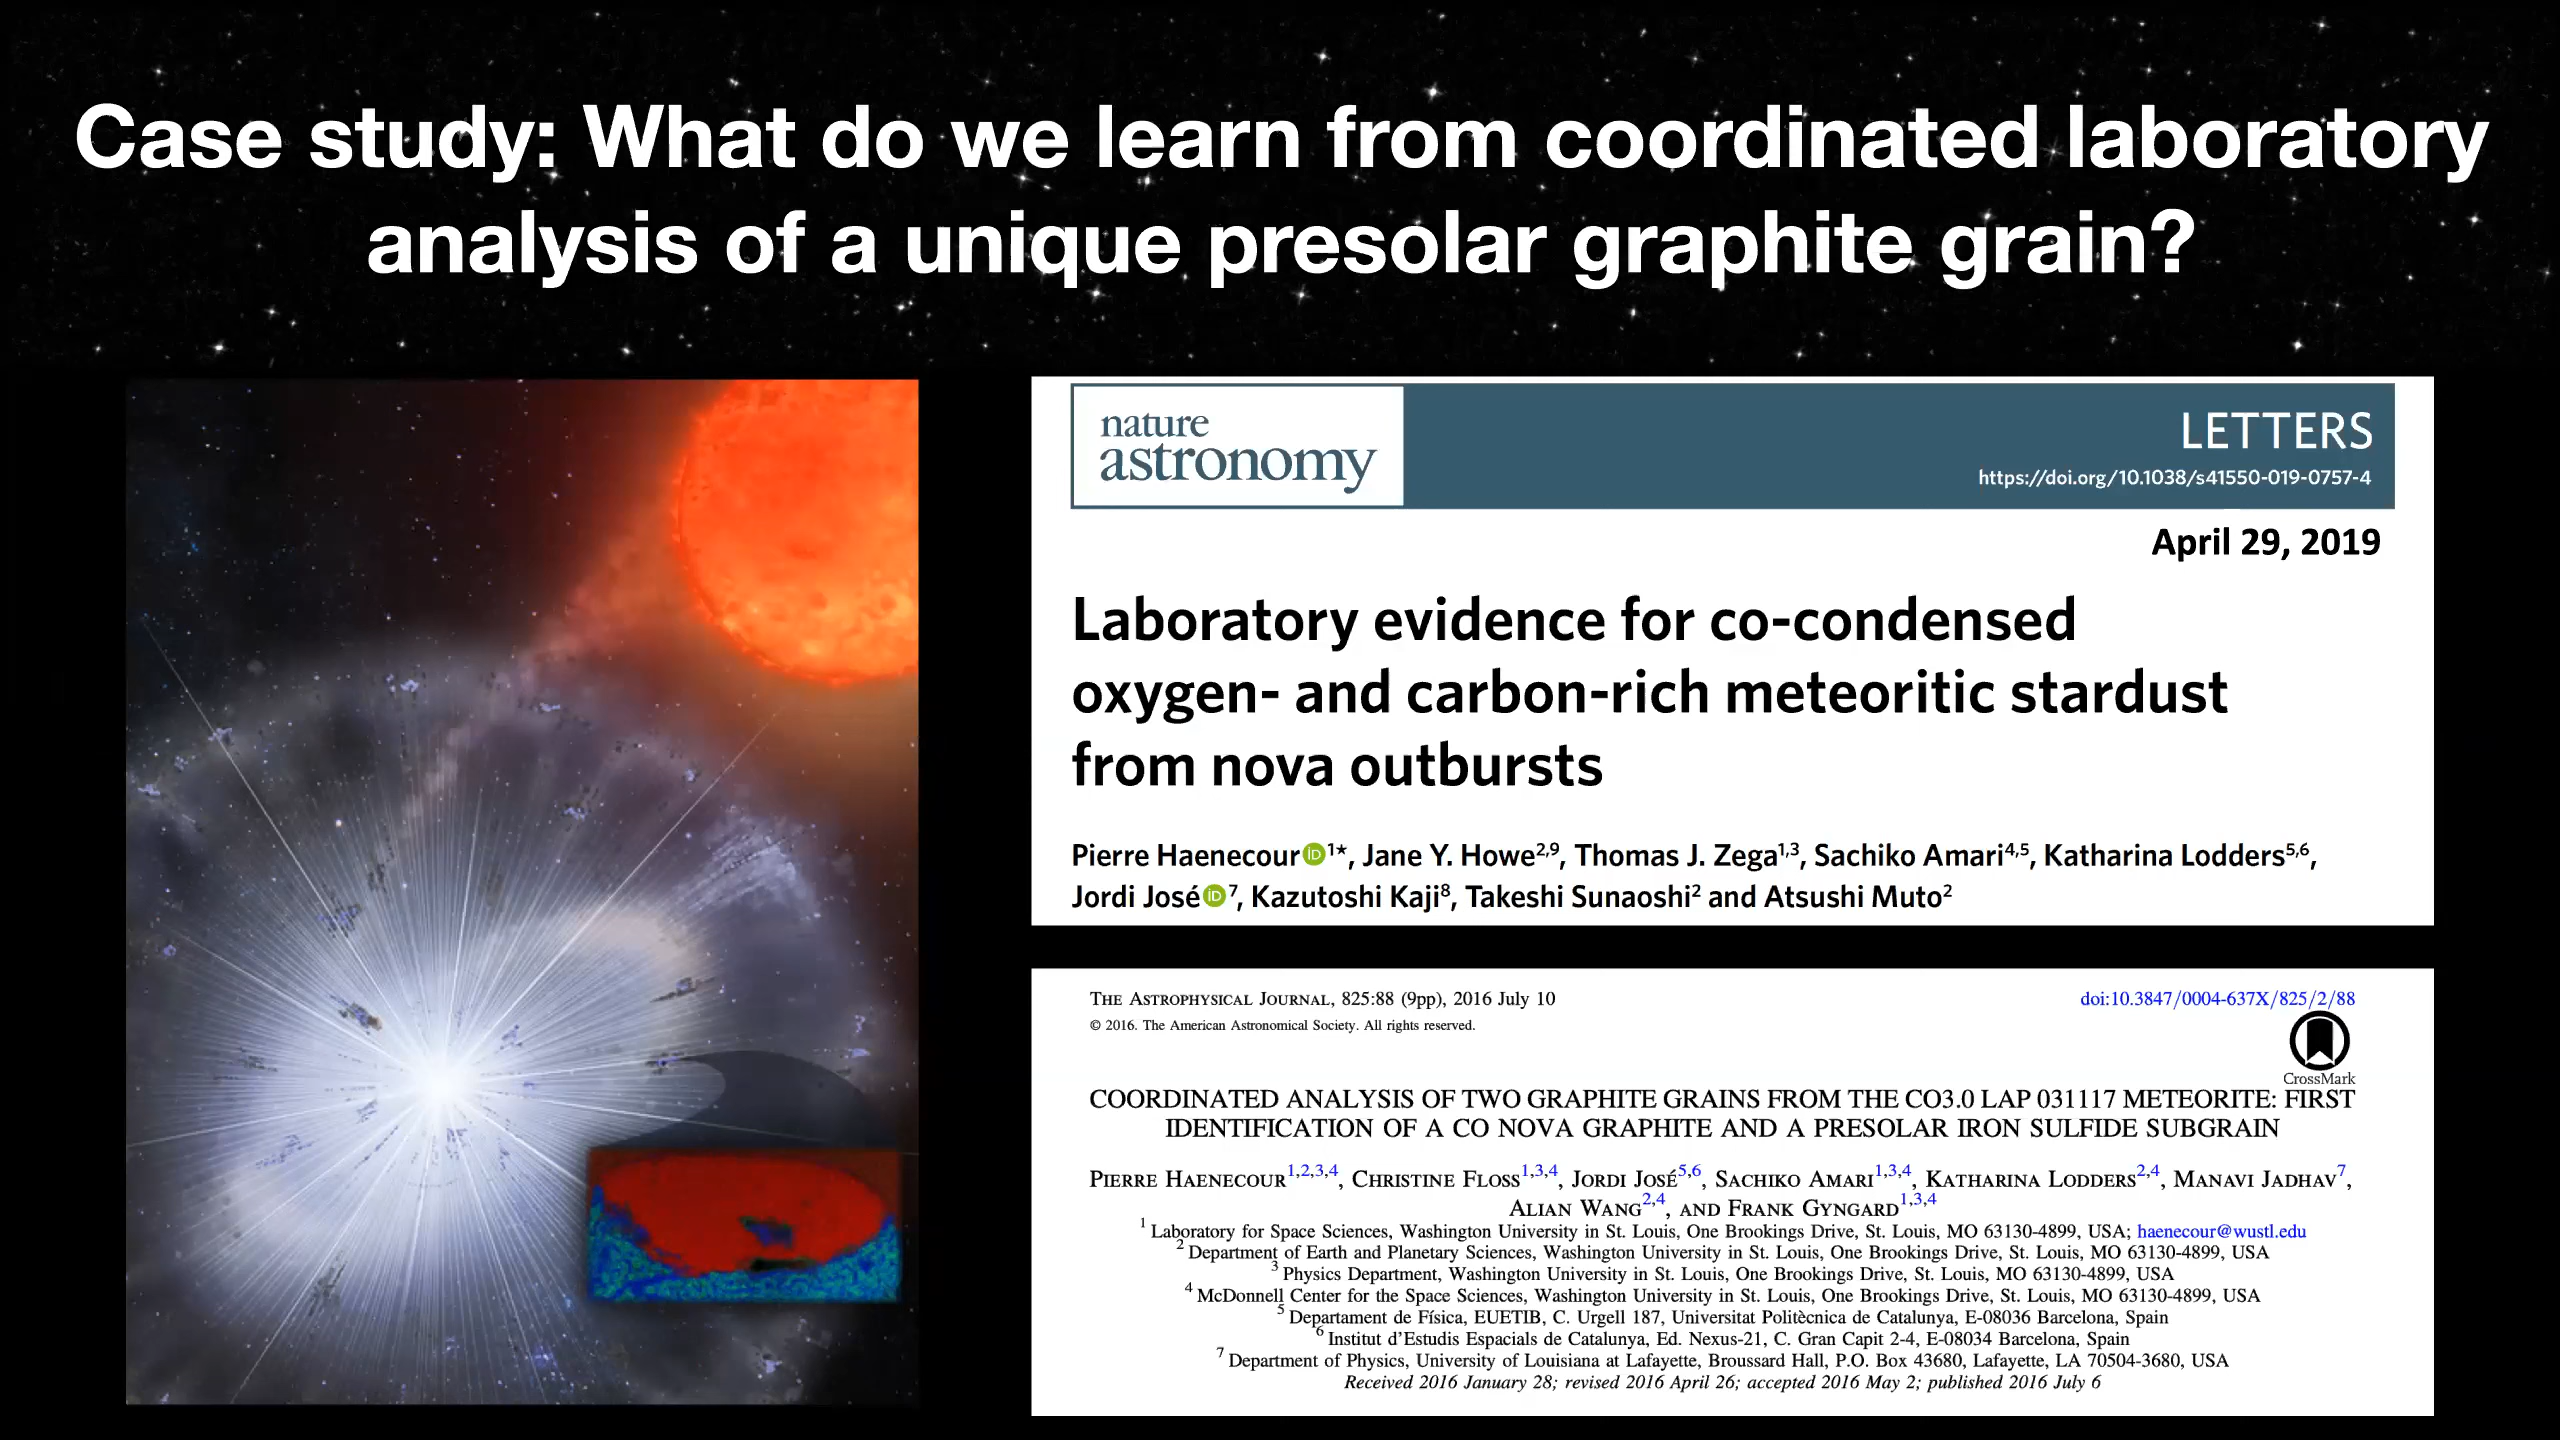 Case study: What do we learn from coordinated laboratory
analysis of a unique presolar graphite grain?
nature
astronomy
LETTERS
https://doi.org/10.1038/s41550-019-0757-4
April 29, 2019
Laboratory evidence for co-condensed
oxygen- and carbon-rich meteoritic stardust
from nova outbursts
Pierre Haenecour iD 1*, Jane Y. Howe2,9, Thomas J. Zega1,3, Sachiko Amari4,5, Katharina Lodders5,6,
Jordi José iD 7, Kazutoshi Kaji8, Takeshi Sunaoshi2 and Atsushi Muto2
THE ASTROPHYSICAL JOURNAL, 825:88 (9pp), 2016 July 10
doi:10.3847/0004-637X/825/2/88
© 2016. The American Astronomical Society. All rights reserved.
CrossMark
COORDINATED ANALYSIS OF TWO GRAPHITE GRAINS FROM THE CO3.0 LAP 031117 METEORITE: FIRST
IDENTIFICATION OF A CO NOVA GRAPHITE AND A PRESOLAR IRON SULFIDE SUBGRAIN
PIERRE HAENECOUR1,2,3,4, CHRISTINE FLOSS1,3,4, JORDI JOSÉ5,6, SACHIKO AMARI1,3,4, KATHARINA LODDERS2,4, MANAVI JADHAV7,
ALIAN WANG2,4, AND FRANK GYNGARD1,3,4
1 Laboratory for Space Sciences, Washington University in St. Louis, One Brookings Drive, St. Louis, MO 63130-4899, USA; haenecour@wustl.edu
2 Department of Earth and Planetary Sciences, Washington University in St. Louis, One Brookings Drive, St. Louis, MO 63130-4899, USA
3 Physics Department, Washington University in St. Louis, One Brookings Drive, St. Louis, MO 63130-4899, USA
4 McDonnell Center for the Space Sciences, Washington University in St. Louis, One Brookings Drive, St. Louis, MO 63130-4899, USA
5 Departament de Física, EUETIB, C. Urgell 187, Universitat Politècnica de Catalunya, E-08036 Barcelona, Spain
6 Institut d'Estudis Espacials de Catalunya, Ed. Nexus-21, C. Gran Capit 2-4, E-08034 Barcelona, Spain
7 Department of Physics, University of Louisiana at Lafayette, Broussard Hall, P.O. Box 43680, Lafayette, LA 70504-3680, USA
Received 2016 January 28; revised 2016 April 26; accepted 2016 May 2; published 2016 July 6